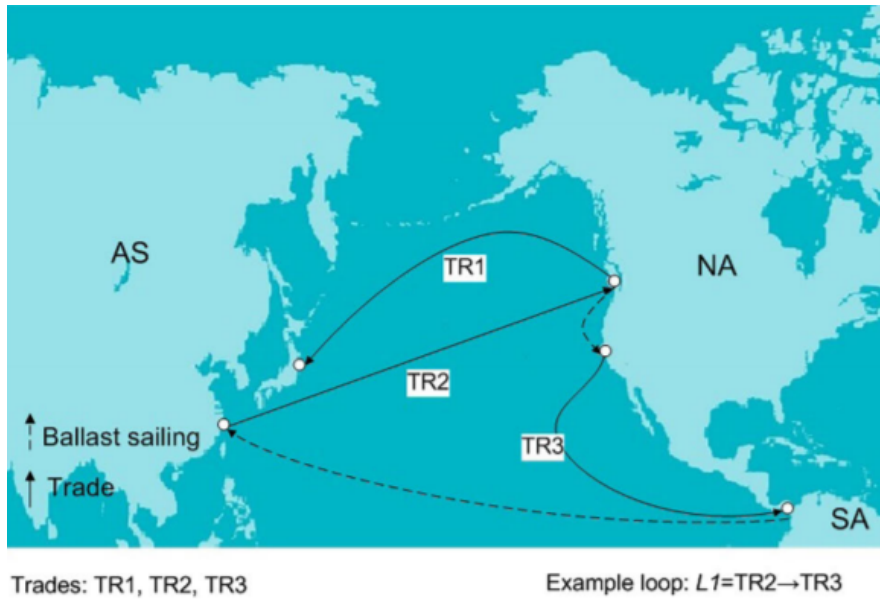 AS
NA
TR1
TR2
TR3
Ballast sailing
Trade
SA
Trades: TR1, TR2, TR3
Example loop: L1=TR2→TR3